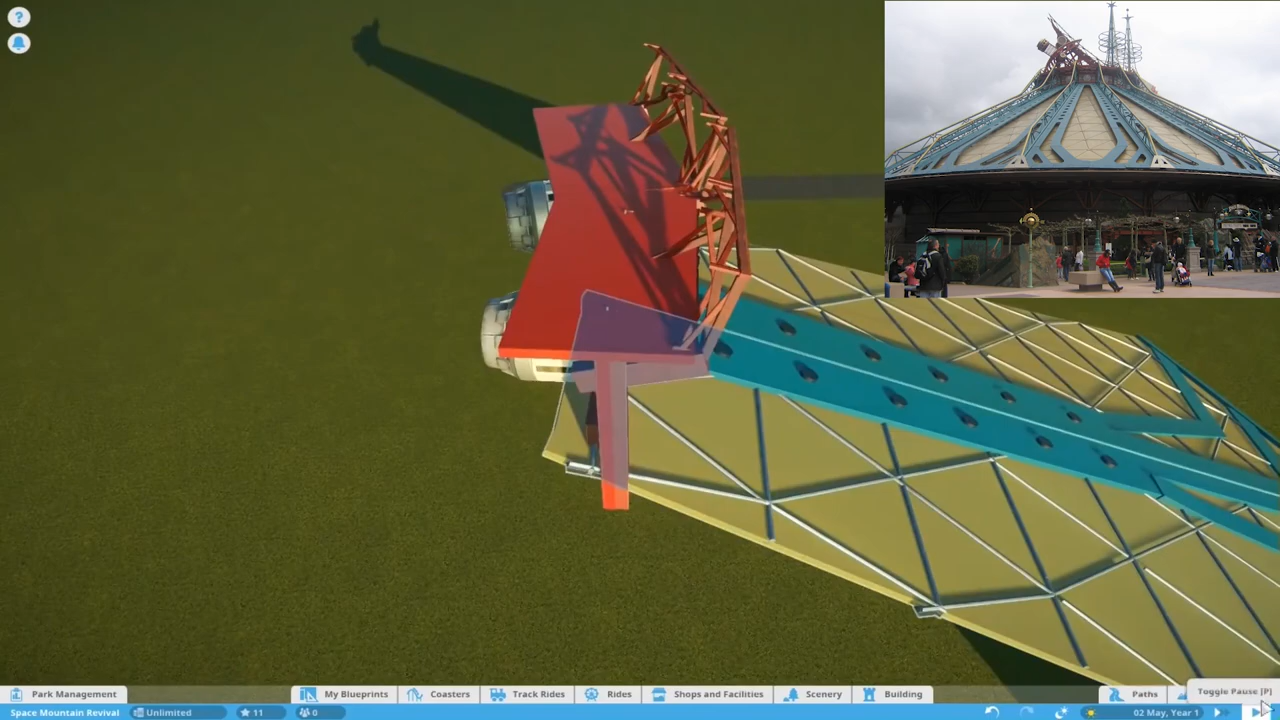 ?
Park Management
My Blueprints
Coasters
Track Rides
Rides
Shops and Facilities
Scenery
Building
Paths
Toggle Pause [P]
Space Mountain Revival
Unlimited
11
0
02 May, Year 1